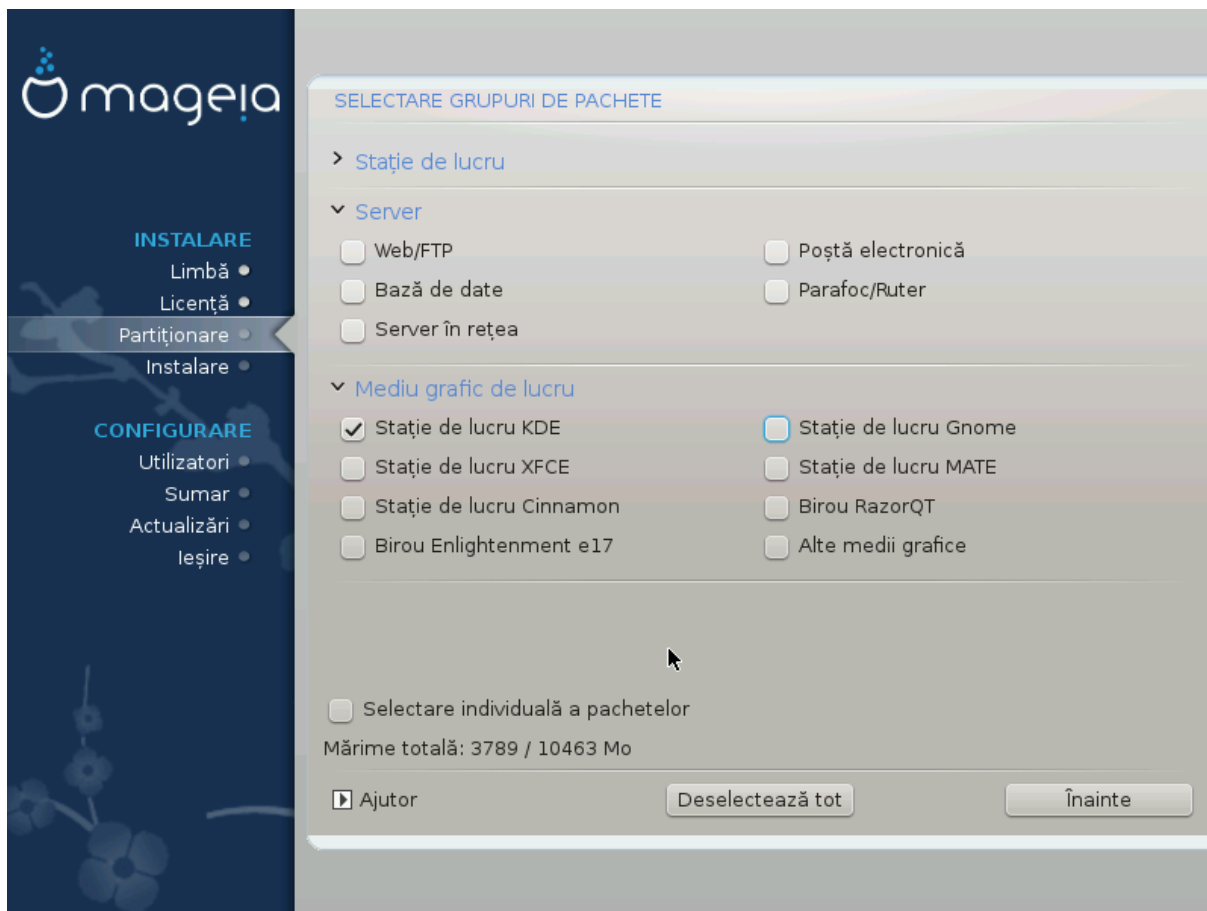 mageia
INSTALARE
Limbă
Licență
Partiționare
Instalare
CONFIGURARE
Utilizatori
Sumar
Actualizări
Ieșire
SELECTARE GRUPURI DE PACHETE
Stație de lucru
Server
Web/FTP
Poștă electronică
Bază de date
Parafoc/Ruter
Server în rețea
Mediu grafic de lucru
Stație de lucru KDE
Stație de lucru Gnome
Stație de lucru XFCE
Stație de lucru MATE
Stație de lucru Cinnamon
Birou RazorQT
Birou Enlightenment e17
Alte medii grafice
Selectare individuală a pachetelor
Mărime totală: 3789 / 10463 Mo
Ajutor
Deselectează tot
Înainte